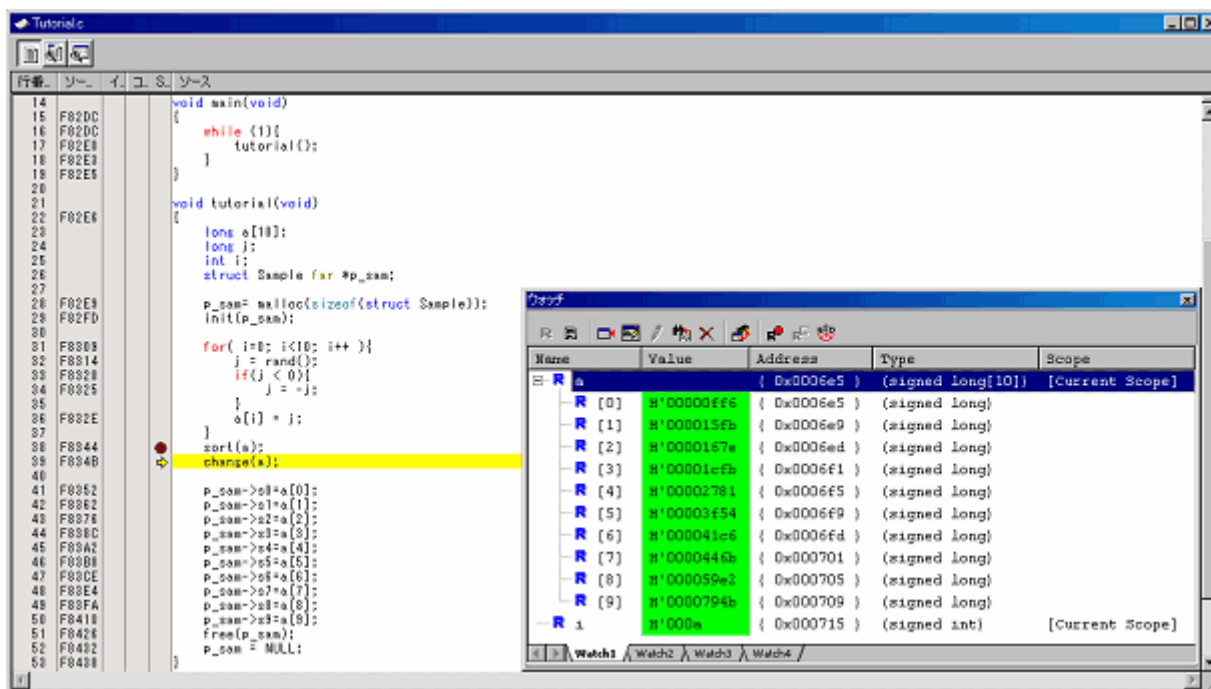 Tutorial.c
行番_ ソー_ イ_ コ_ S_ ソース
14 void main(void)
15 F82DC {
16 F82DC while (1){
17 F82E0 tutorial();
18 F82E3 }
19 F82E5 }
20
21 void tutorial(void)
22 F82E6 {
23 long a[10];
24 long j;
25 int i;
26 struct Sample far *p_sam;
27
28 F82E9 p_sam= malloc(sizeof(struct Sample));
29 F82FD init(p_sam);
30
31 F8309 for( i=0; i<10; i++ ){
32 F8314 j = rand();
33 F8320 if(j < 0){
34 F8325 j = -j;
35 }
36 F832E a[i] = j;
37 }
38 F8344 sort(a);
39 F834B change(a);
40
41 F8352 p_sam->s0=a[0];
42 F8362 p_sam->s1=a[1];
43 F8376 p_sam->s2=a[2];
44 F838C p_sam->s3=a[3];
45 F83A2 p_sam->s4=a[4];
46 F83B8 p_sam->s5=a[5];
47 F83CE p_sam->s6=a[6];
48 F83E4 p_sam->s7=a[7];
49 F83FA p_sam->s8=a[8];
50 F8410 p_sam->s9=a[9];
51 F8426 free(p_sam);
52 F8432 p_sam = NULL;
53 F8438 }
ウォッチ
R
Name Value Address Type Scope
R a { 0x0006e5 } (signed long[10]) [Current Scope]
R [0] H'00000ff6 { 0x0006e5 } (signed long)
R [1] H'000015fb { 0x0006e9 } (signed long)
R [2] H'0000167e { 0x0006ed } (signed long)
R [3] H'00001cfb { 0x0006f1 } (signed long)
R [4] H'00002781 { 0x0006f5 } (signed long)
R [5] H'00003f54 { 0x0006f9 } (signed long)
R [6] H'000041c6 { 0x0006fd } (signed long)
R [7] H'0000446b { 0x000701 } (signed long)
R [8] H'000059e2 { 0x000705 } (signed long)
R [9] H'0000794b { 0x000709 } (signed long)
R i H'000a { 0x000715 } (signed int) [Current Scope]
Watch1 Watch2 Watch3 Watch4